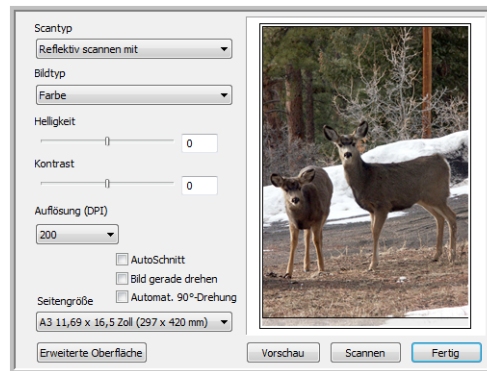 Scantyp
Reflektiv scannen mit
Bildtyp
Farbe
Helligkeit
0
Kontrast
0
Auflösung (DPI)
200
AutoSchnitt
Bild gerade drehen
Automat. 90°-Drehung
Seitengröße
A3 11,69 x 16,5 Zoll (297 x 420 mm)
Erweiterte Oberfläche
Vorschau
Scannen
Fertig